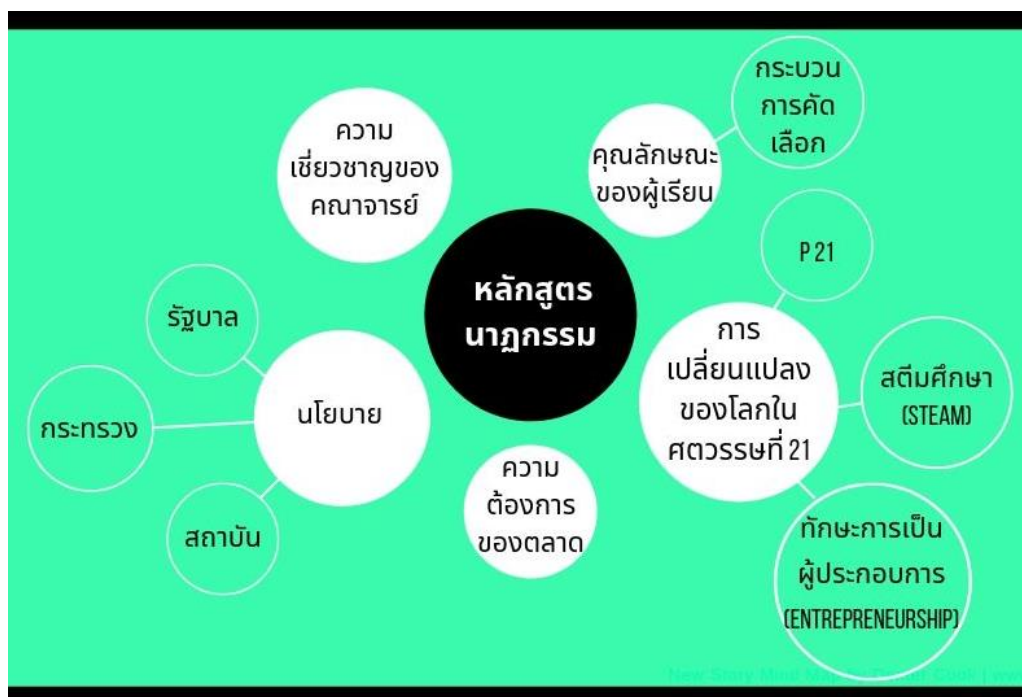 กระบวน
การคัด
เลือก
ความ
เชี่ยวชาญของ
คณาจารย์
คุณลักษณะ
ของผู้เรียน
P 21
หลักสูตร
นาฏกรรม
รัฐบาล
การ
เปลี่ยนแปลง
ของโลกใน
ศตวรรษที่ 21
สตีมศึกษา
(STEAM)
นโยบาย
กระทรวง
ความ
ต้องการ
ของตลาด
สถาบัน
ทักษะการเป็น
ผู้ประกอบการ
(ENTREPRENEURSHIP)
New Story Mind Map
Cook | www